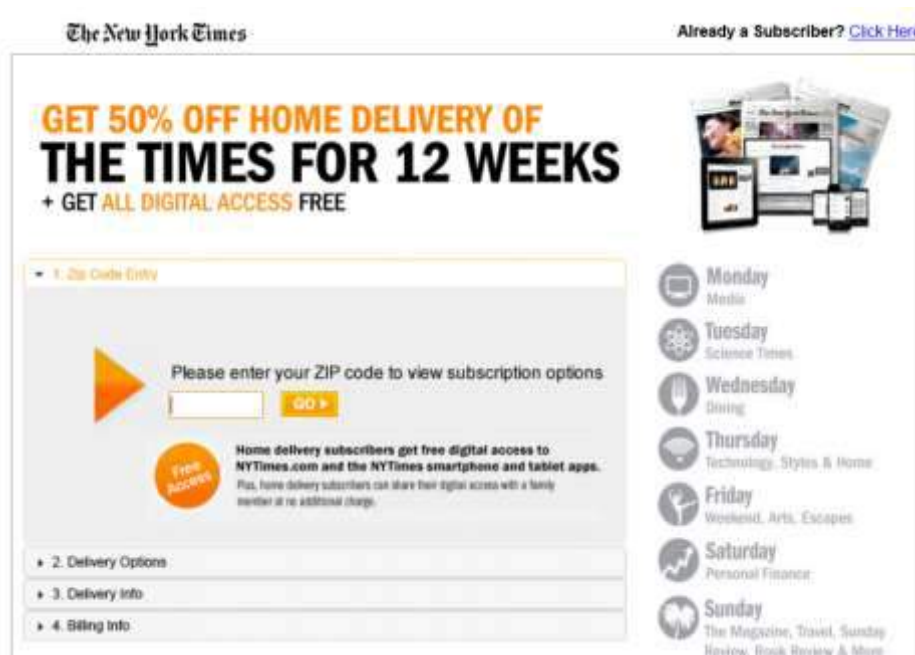 The New York Times
Already a Subscriber? Click Here
GET 50% OFF HOME DELIVERY OF
THE TIMES FOR 12 WEEKS
+ GET ALL DIGITAL ACCESS FREE
1. Zip Code Entry
Please enter your ZIP code to view subscription options
GO
Free
Access
Home delivery subscribers get free digital access to
NYTimes.com and the NYTimes smartphone and tablet apps.
Plus, home delivery subscribers can share their digital access with a family
member at no additional charge.
2. Delivery Options
3. Delivery Info
4. Billing Info
Monday
Media
Tuesday
Science Times
Wednesday
Dining
Thursday
Technology, Styles & Home
Friday
Weekend, Arts, Escapes
Saturday
Personal Finance
Sunday
The Magazine, Travel, Sunday
Review, Book Review & More